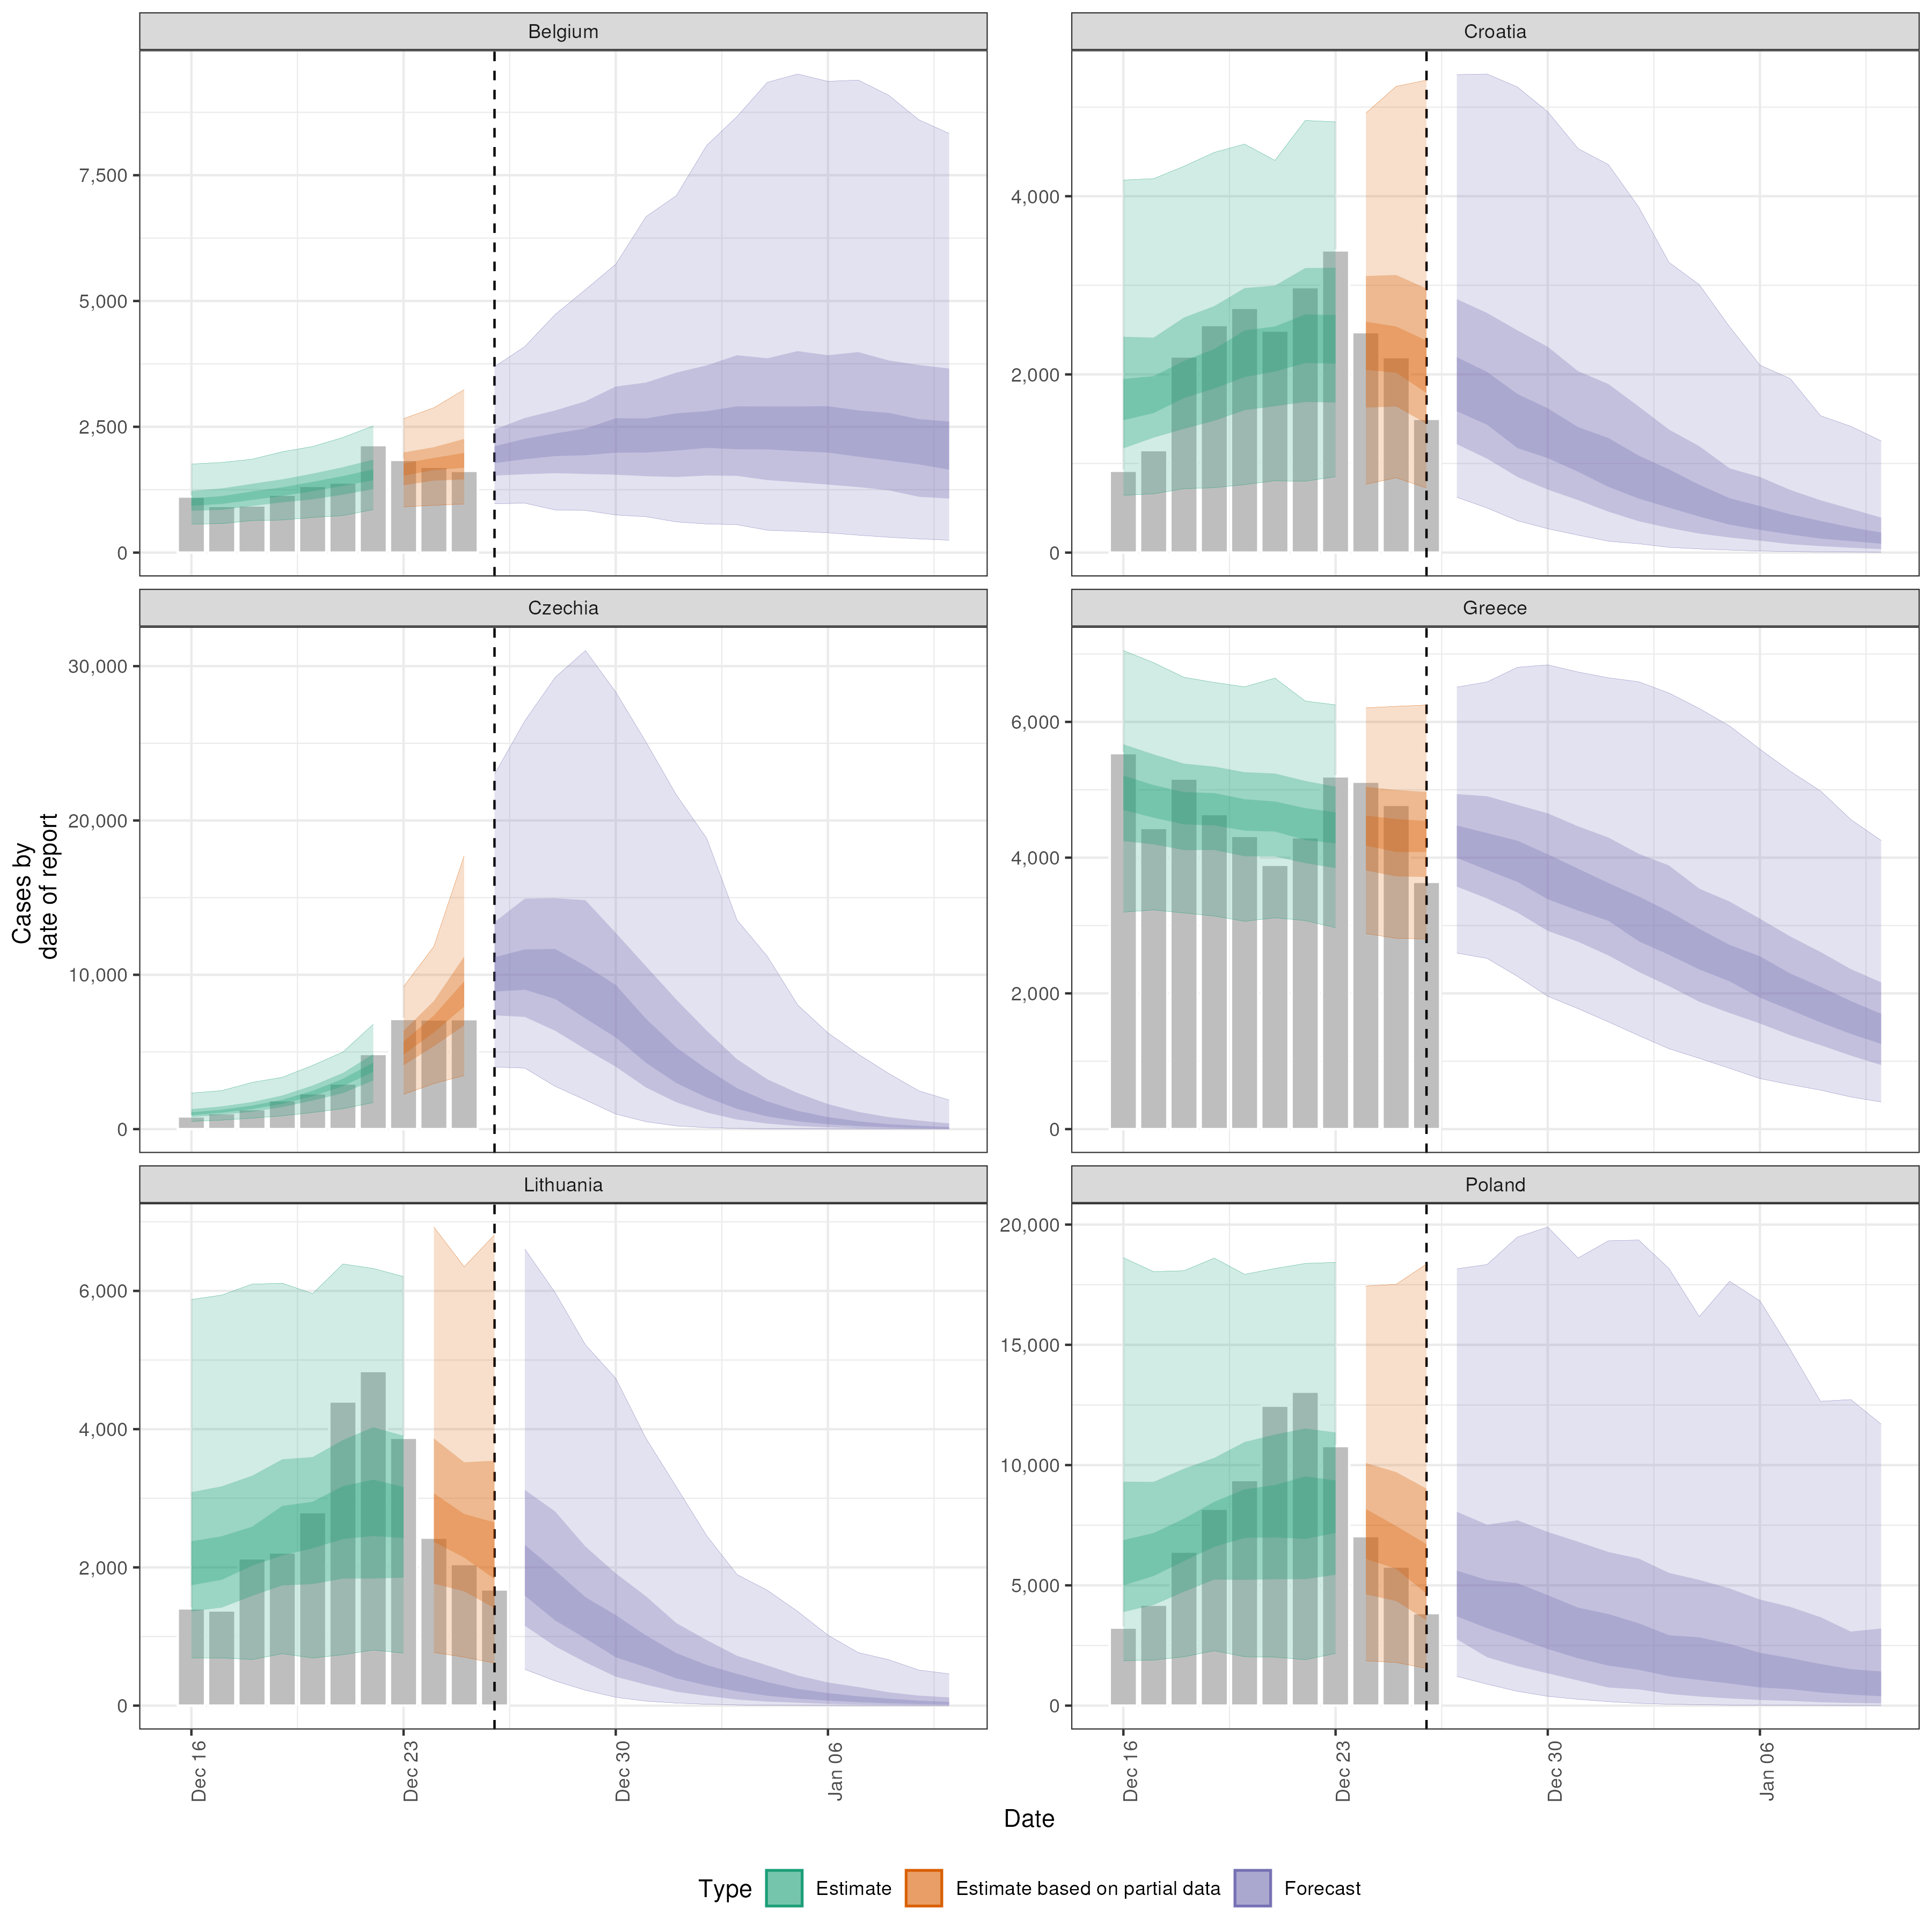 Belgium
Croatia
7,500
5,000
2,500
0
4,000
2,000
0
Czechia
Greece
30,000
20,000
10,000
0
6,000
4,000
2,000
0
Cases by
date of report
Lithuania
Poland
6,000
4,000
2,000
0
20,000
15,000
10,000
5,000
0
Dec 16
Dec 23
Dec 30
Jan 06
Dec 16
Dec 23
Dec 30
Jan 06
Date
Type Estimate Estimate based on partial data Forecast